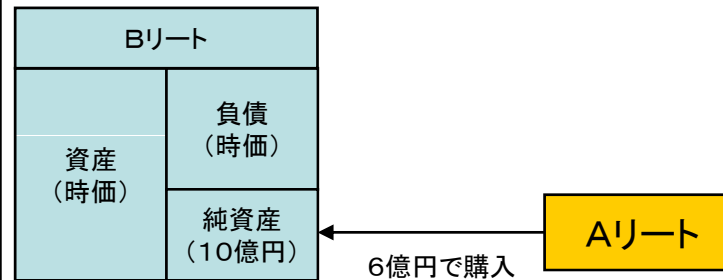 Bリート
資産
（時価）
負債
（時価）
純資産
（１０億円）
６億円で購入
Aリート